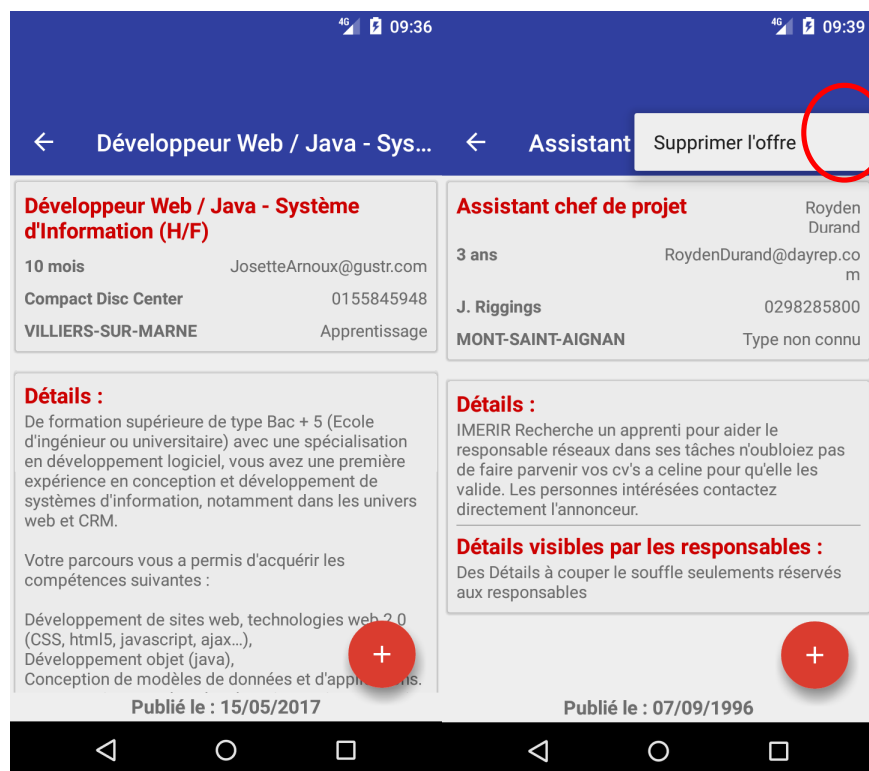 4G 09:36
Développeur Web / Java - Sys...
Développeur Web / Java - Système
d'Information (H/F)
10 mois JosetteArnoux@gustr.com
Compact Disc Center 0155845948
VILLIERS-SUR-MARNE Apprentissage
Détails :
De formation supérieure de type Bac + 5 (Ecole
d'ingénieur ou universitaire) avec une spécialisation
en développement logiciel, vous avez une première
expérience en conception et développement de
systèmes d'information, notamment dans les univers
web et CRM.
Votre parcours vous a permis d'acquérir les
compétences suivantes :
Développement de sites web, technologies web 2.0
(CSS, html5, javascript, ajax...),
Développement objet (java),
Conception de modèles de données et d'applications.
Publié le : 15/05/2017
4G 09:39
Assistant
Supprimer l'offre
Assistant chef de projet Royden
Durand
3 ans RoydenDurand@dayrep.co
m
J. Riggings 0298285800
MONT-SAINT-AIGNAN Type non connu
Détails :
IMERIR Recherche un apprenti pour aider le
responsable réseaux dans ses tâches n'oubloiez pas
de faire parvenir vos cv's a celine pour qu'elle les
valide. Les personnes intérésées contactez
directement l'annonceur.
Détails visibles par les responsables :
Des Détails à couper le souffle seulements réservés
aux responsables
Publié le : 07/09/1996